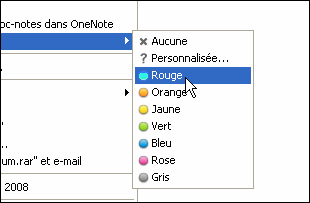 oc-notes dans OneNote
Aucune
Personnalisée...
Rouge
Orange
Jaune
Vert
Bleu
um.rar" et e-mail
Rose
Gris
2008